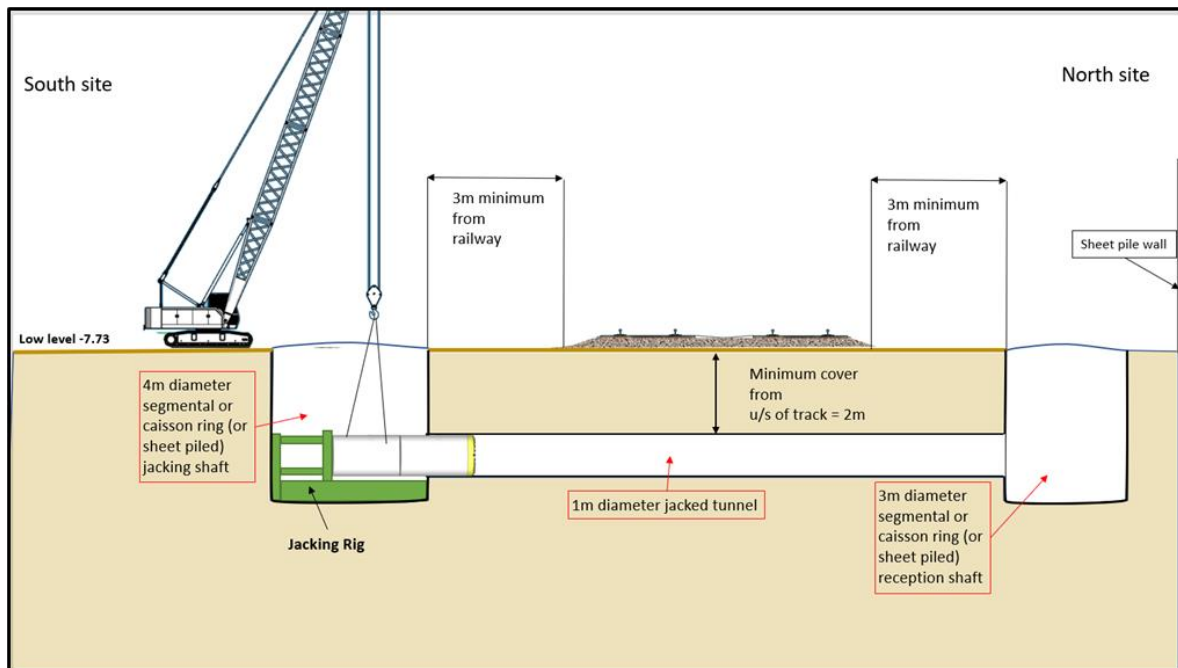 South site
North site
3m minimum
from
railway
3m minimum
from
railway
Sheet pile wall
Low level -7.73
4m diameter
segmental or
caisson ring (or
sheet piled)
jacking shaft
Minimum cover
from
u/s of track = 2m
1m diameter jacked tunnel
3m diameter
segmental or
caisson ring (or
sheet piled)
reception shaft
Jacking Rig